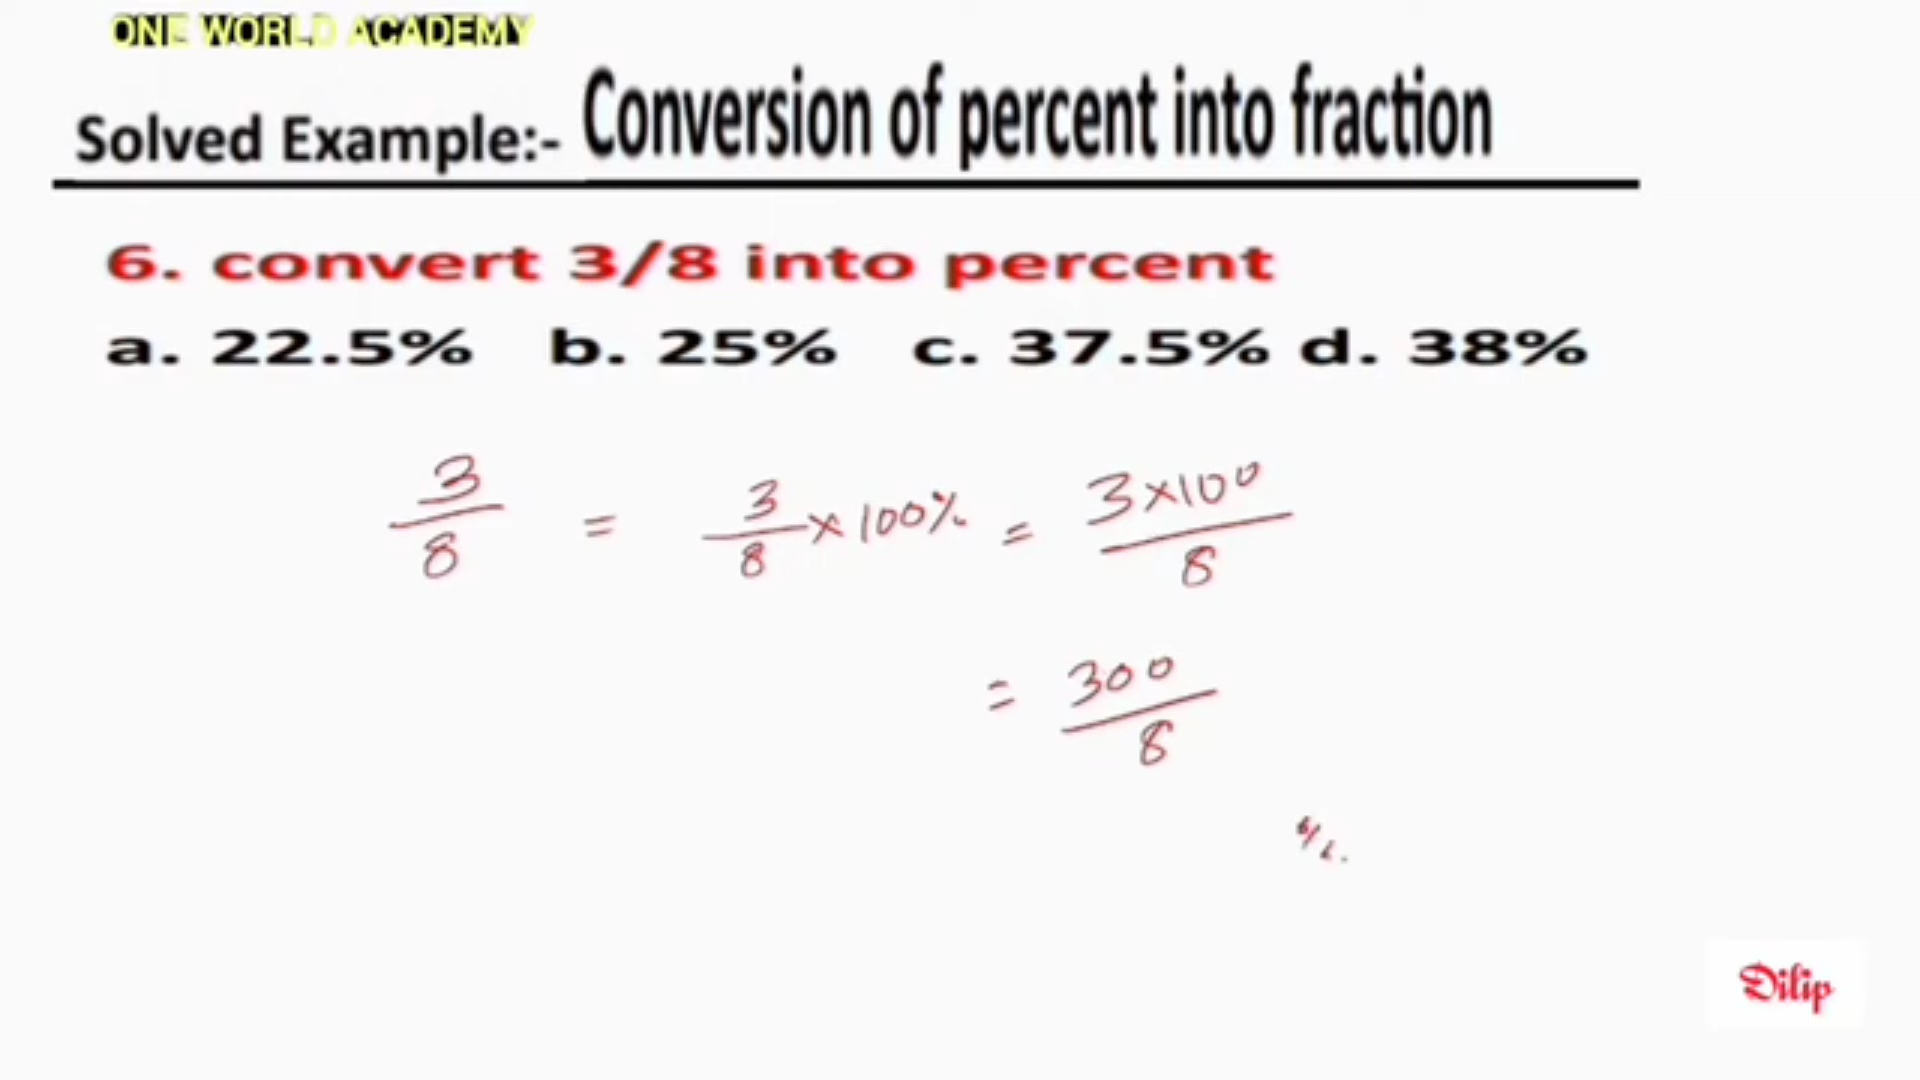 ONE WORLD ACADEMY
Solved Example:- Conversion of percent into fraction
6. convert 3/8 into percent
a. 22.5% b. 25% c. 37.5% d. 38%
3/8 = 3/8 × 100% = 3×100/8
= 300/8
%
Dilip